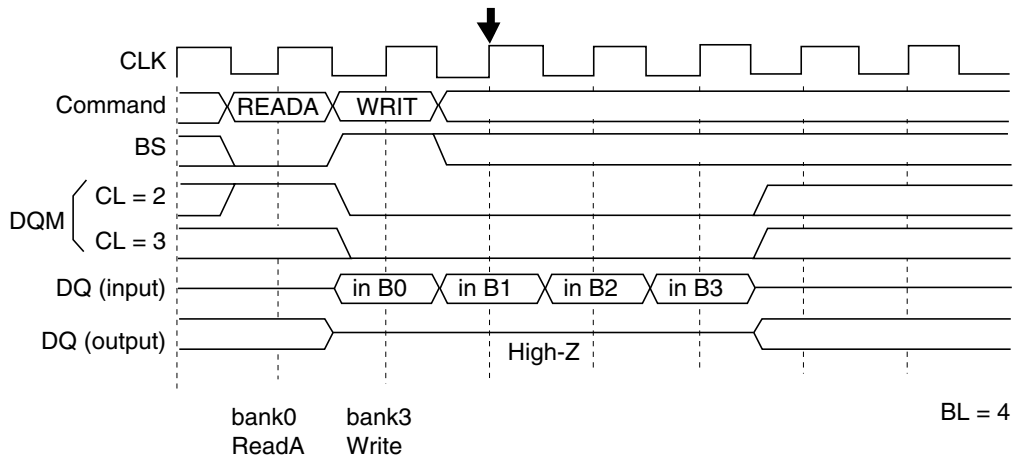 CLK
Command READA WRIT
BS
DQM CL = 2
CL = 3
DQ (input) in B0 in B1 in B2 in B3
DQ (output)
High-Z
bank0 bank3 BL = 4
ReadA Write